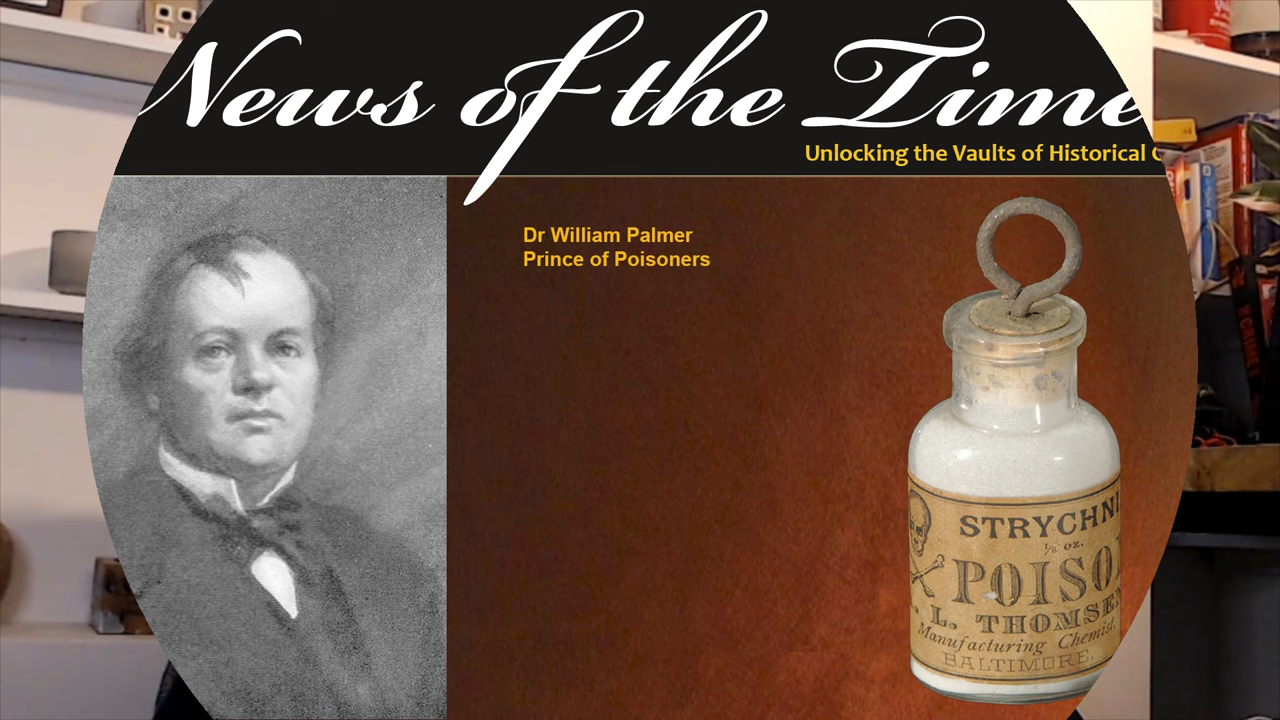 News of the Time
Unlocking the Vaults of Historical
Dr William Palmer
Prince of Poisoners
STRYCHNI
⅛ oz.
POISO
L. THOMSEN
Manufacturing Chemist.
BALTIMORE.